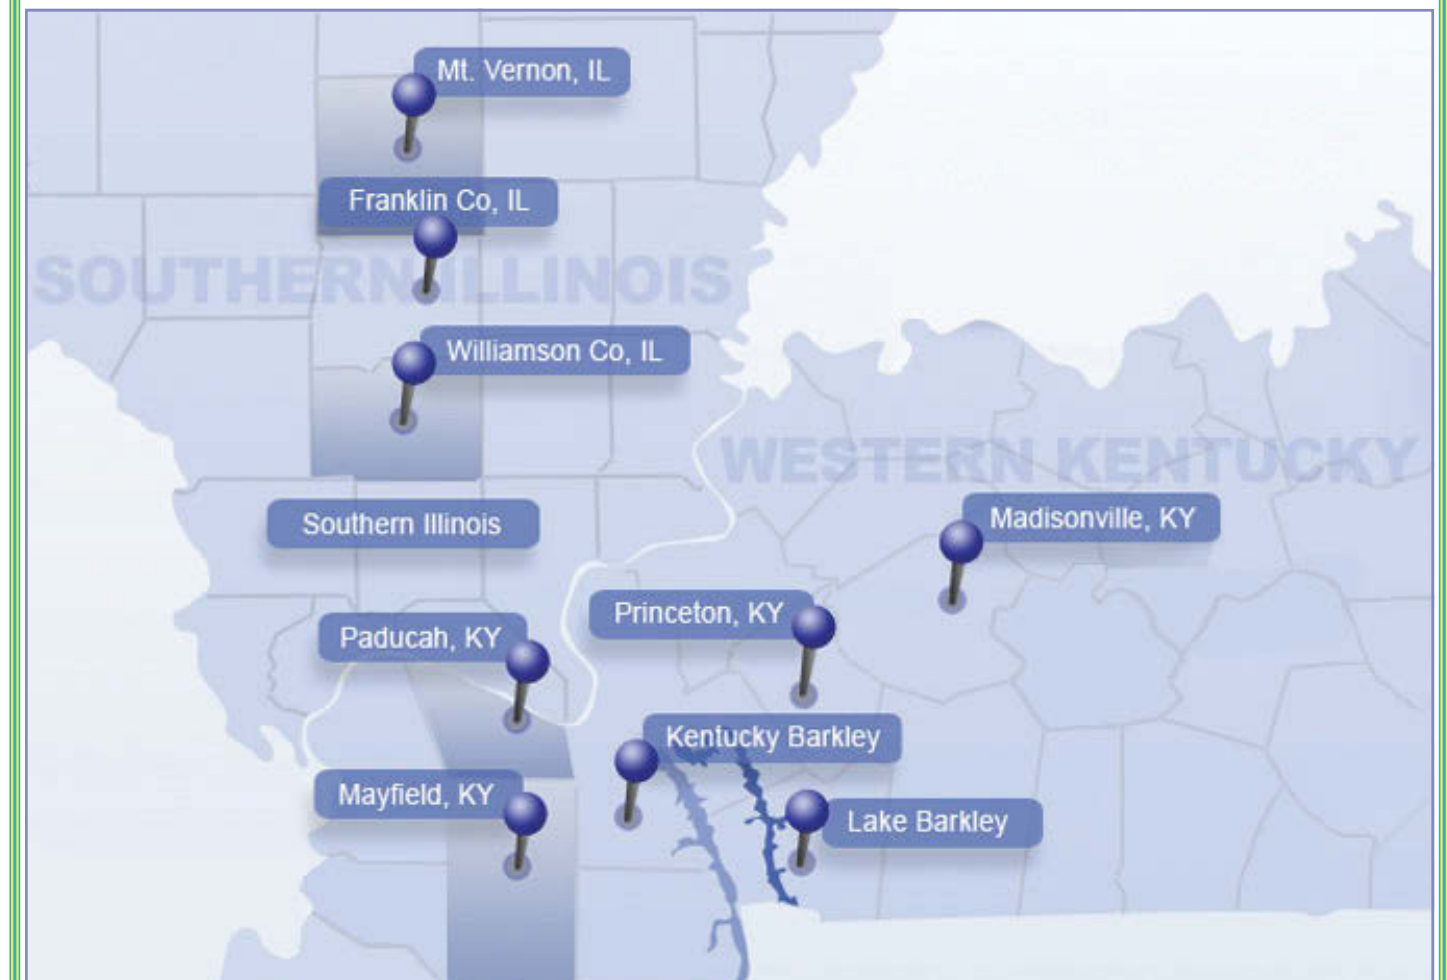 Mt. Vernon, IL
Franklin Co, IL
SOUTHERN ILLINOIS
Williamson Co, IL
WESTERN KENTUCKY
Southern Illinois
Madisonville, KY
Princeton, KY
Paducah, KY
Kentucky Barkley
Mayfield, KY
Lake Barkley